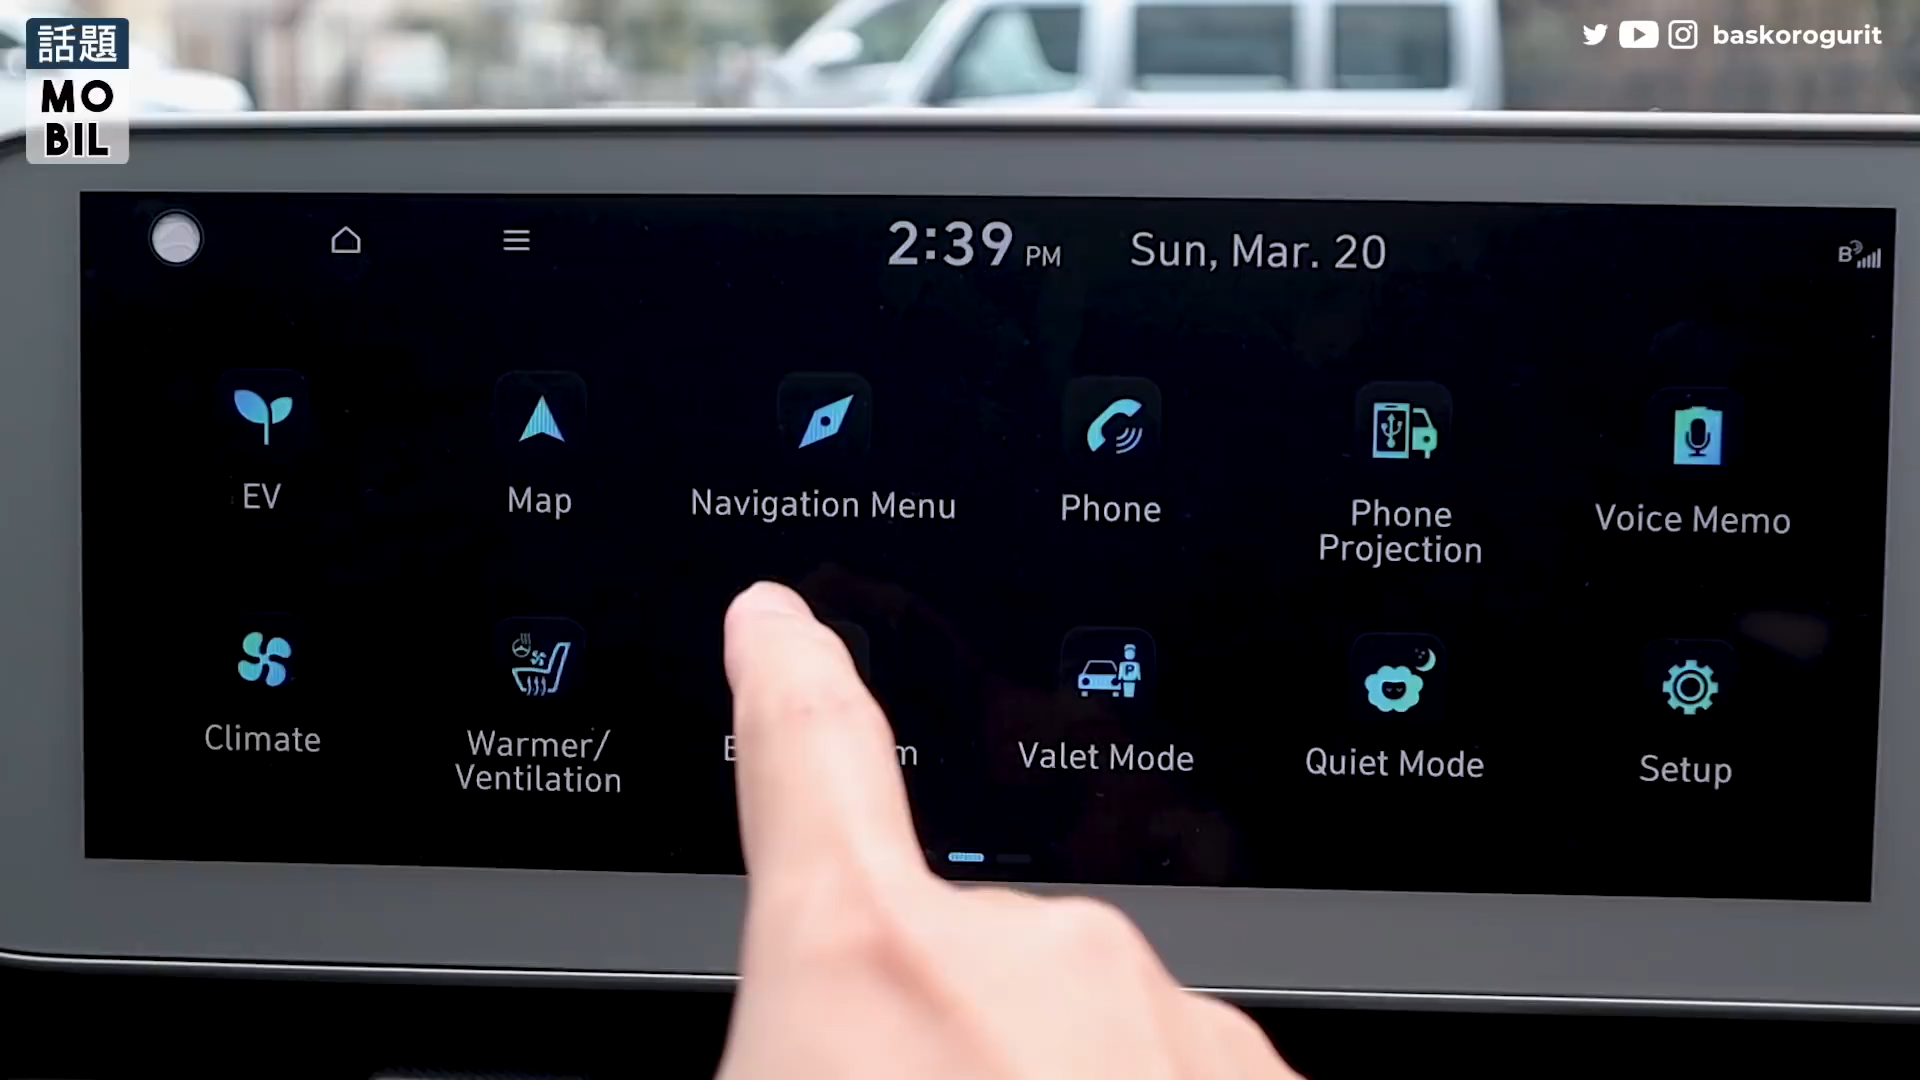 話題
MO
BIL
baskorogurit
2:39 PM Sun, Mar. 20
EV
Map
Navigation Menu
Phone
Phone
Projection
Voice Memo
Climate
Warmer/
Ventilation
Valet Mode
Quiet Mode
Setup